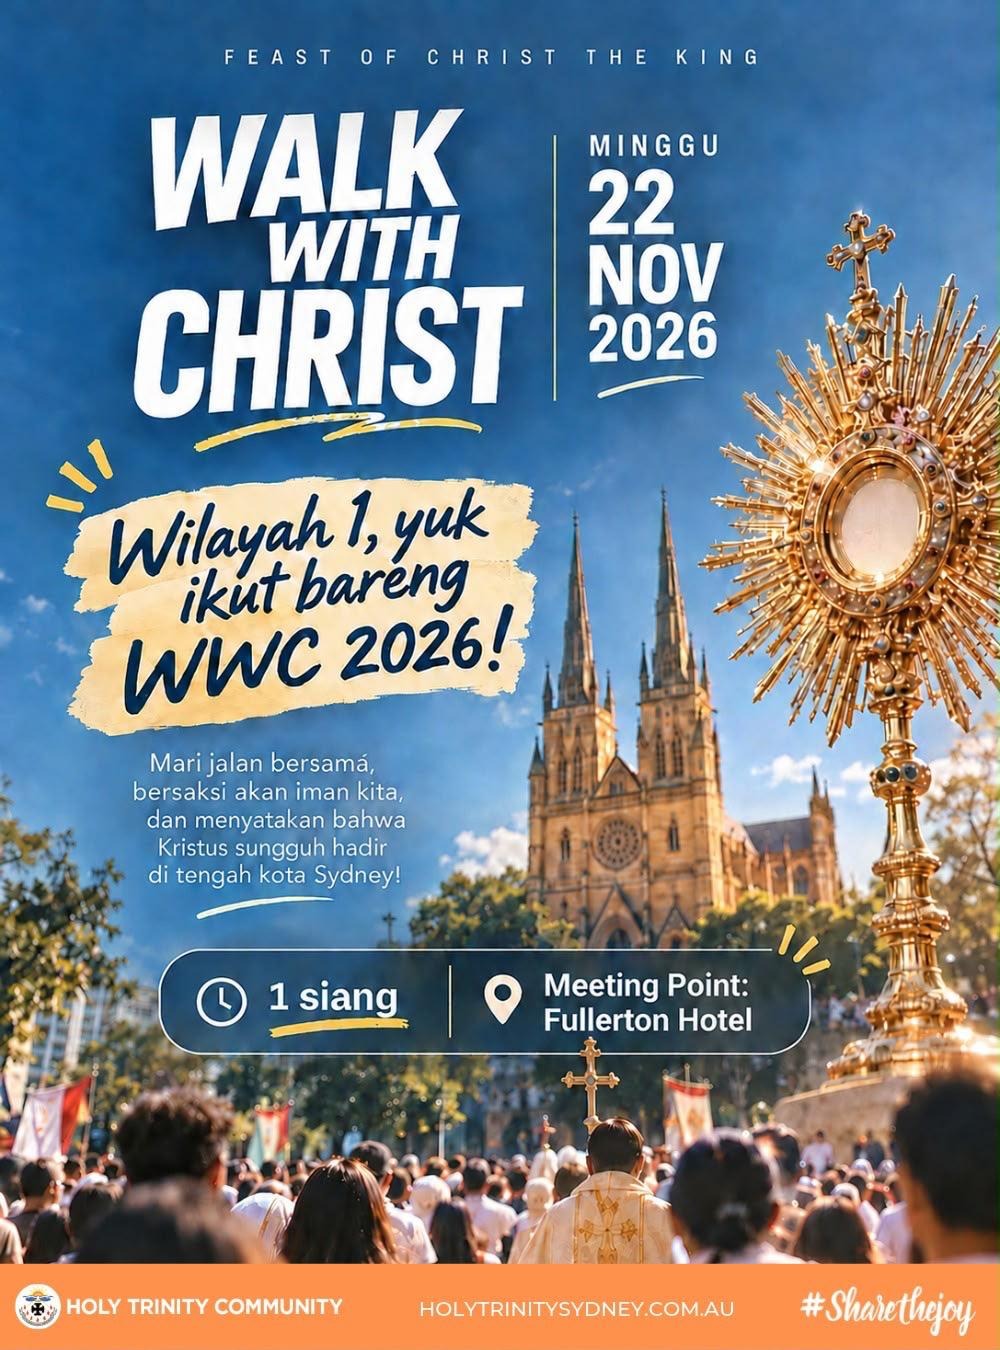 FEAST OF CHRIST THE KING
WALK
WITH
CHRIST
MINGGU
22
NOV
2026
Wilayah 1, yuk
ikut bareng
WWC 2026!
Mari jalan bersamá,
bersaksi akan iman kita,
dan menyatakan bahwa
Kristus sungguh hadir
di tengah kota Sydney!
1 siang
Meeting Point:
Fullerton Hotel
HOLY TRINITY COMMUNITY
HOLYTRINITYSYDNEY.COM.AU
#Sharethejoy